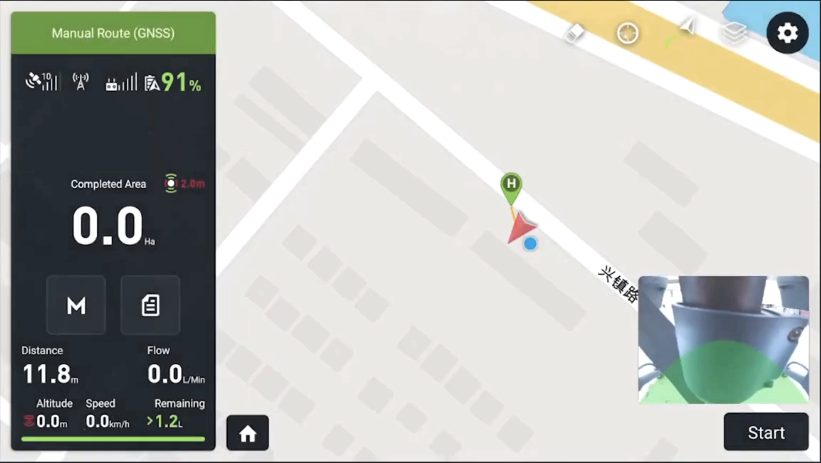 Manual Route (GNSS)
10
91%
Completed Area
2.0m
0.0 Ha
M
Distance
Flow
11.8m
0.0L/Min
Altitude
Speed
Remaining
0.0m
0.0km/h
>1.2L
H
兴镇路
Start